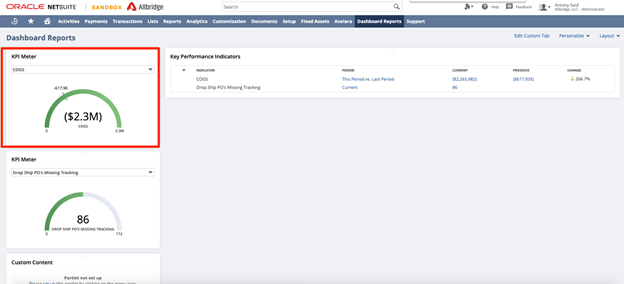 ORACLE NETSUITE SANDBOX Allbridge
Search
Help
Feedback
Antony Said
Allbridge, LLC. - Administrator
Activities Payments Transactions Lists Reports Analytics Customization Documents Setup Fixed Assets Avalara Dashboard Reports Support
Dashboard Reports
Edit Custom Tab Personalize Layout
KPI Meter
COGS
-617.9K
($2.3M)
COGS
0
-2.3M
Key Performance Indicators
INDICATOR PERIOD CURRENT PREVIOUS CHANGE
COGS This Period vs. Last Period ($2,265,982) ($617,935) 266.7%
Drop Ship PO's Missing Tracking Current 86
KPI Meter
Drop Ship PO's Missing Tracking
86
DROP SHIP PO'S MISSING TRACKING
0
172
Custom Content
Portlet not set up